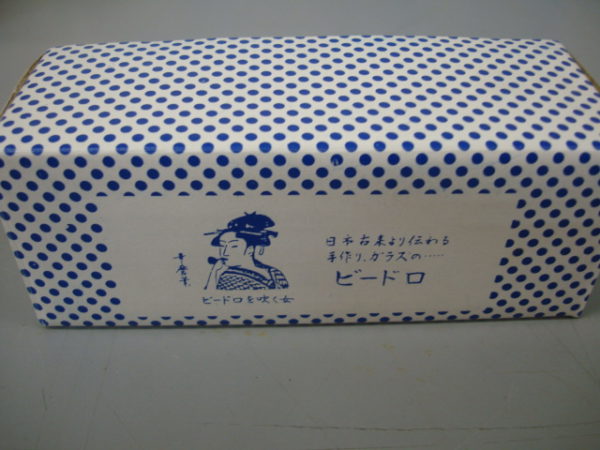 日本古来より伝わる
手作り、ガラスの‥‥‥
ビードロ
ビードロを吹く女